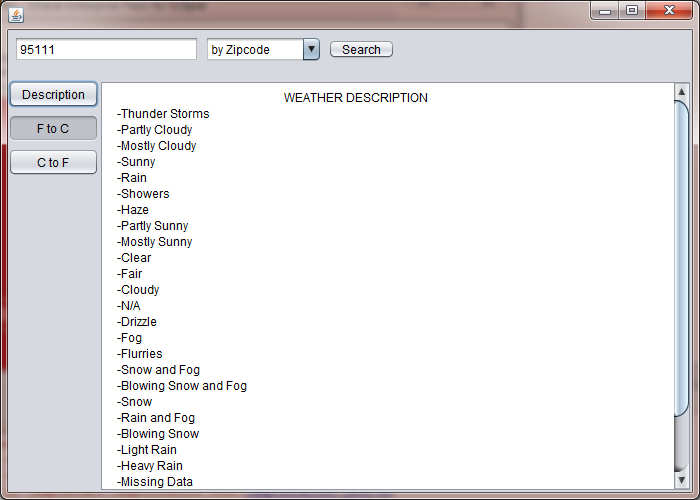 95111
by Zipcode
Search
Description
F to C
C to F
WEATHER DESCRIPTION
-Thunder Storms
-Partly Cloudy
-Mostly Cloudy
-Sunny
-Rain
-Showers
-Haze
-Partly Sunny
-Mostly Sunny
-Clear
-Fair
-Cloudy
-N/A
-Drizzle
-Fog
-Flurries
-Snow and Fog
-Blowing Snow and Fog
-Snow
-Rain and Fog
-Blowing Snow
-Light Rain
-Heavy Rain
-Missing Data